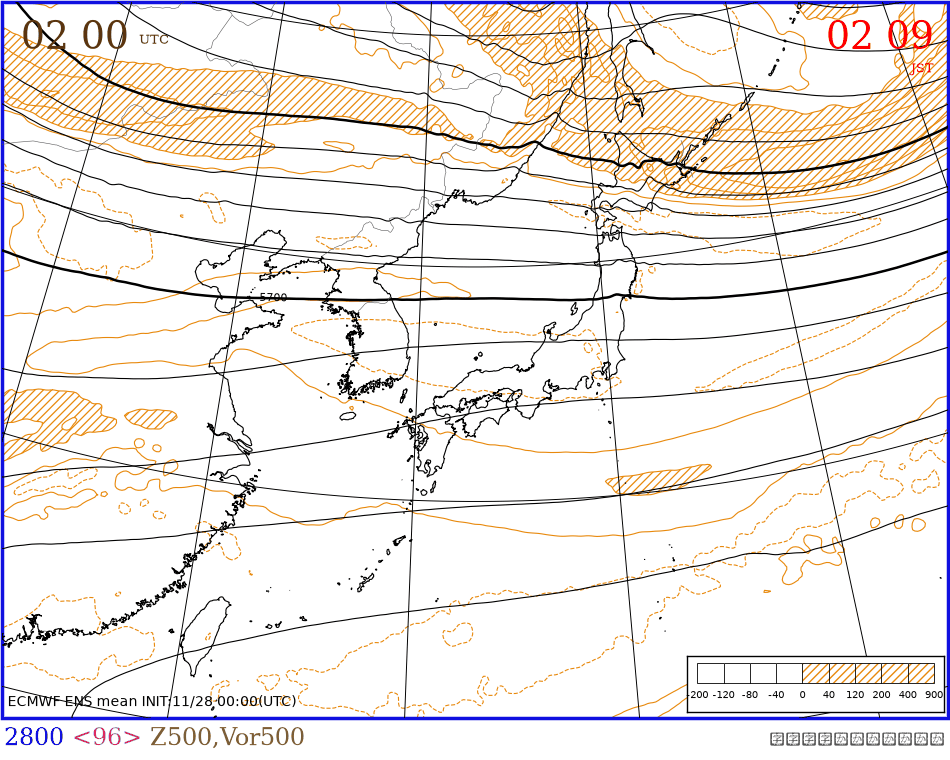 02 00 UTC
02 09
JST
5700
-200 -120 -80 -40 0 40 120 200 400 900
ECMWF ENS mean INIT:11/28 00:00(UTC)
2800 <96> Z500,Vor500